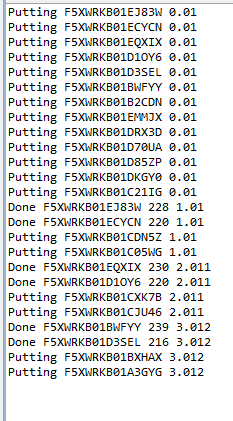 Putting F5XWRKB01EJ83W 0.01
Putting F5XWRKB01ECYCN 0.01
Putting F5XWRKB01EQXIX 0.01
Putting F5XWRKB01D1OY6 0.01
Putting F5XWRKB01D3SEL 0.01
Putting F5XWRKB01BWFYY 0.01
Putting F5XWRKB01B2CDN 0.01
Putting F5XWRKB01EMMJX 0.01
Putting F5XWRKB01DRX3D 0.01
Putting F5XWRKB01D70UA 0.01
Putting F5XWRKB01D85ZP 0.01
Putting F5XWRKB01DKGY0 0.01
Putting F5XWRKB01C21IG 0.01
Done F5XWRKB01EJ83W 228 1.01
Done F5XWRKB01ECYCN 220 1.01
Putting F5XWRKB01CDN5Z 1.01
Putting F5XWRKB01C05WG 1.01
Done F5XWRKB01EQXIX 230 2.011
Done F5XWRKB01D1OY6 220 2.011
Putting F5XWRKB01CXK7B 2.011
Putting F5XWRKB01CJU46 2.011
Done F5XWRKB01BWFYY 239 3.012
Done F5XWRKB01D3SEL 216 3.012
Putting F5XWRKB01BXHAX 3.012
Putting F5XWRKB01A3GYG 3.012